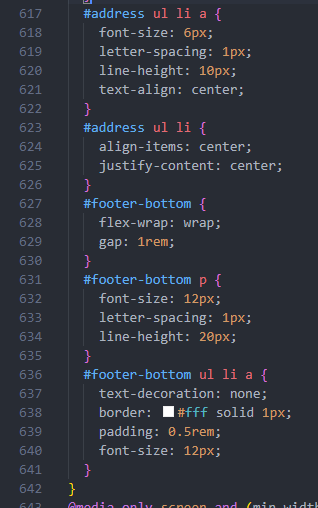 617 #address ul li a {
618 font-size: 6px;
619 letter-spacing: 1px;
620 line-height: 10px;
621 text-align: center;
622 }
623 #address ul li {
624 align-items: center;
625 justify-content: center;
626 }
627 #footer-bottom {
628 flex-wrap: wrap;
629 gap: 1rem;
630 }
631 #footer-bottom p {
632 font-size: 12px;
633 letter-spacing: 1px;
634 line-height: 20px;
635 }
636 #footer-bottom ul li a {
637 text-decoration: none;
638 border: #fff solid 1px;
639 padding: 0.5rem;
640 font-size: 12px;
641 }
642 }
643 @media only screen and (min-width